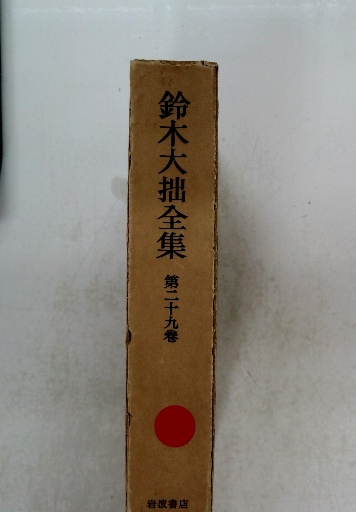 鈴木大拙全集
第二十九巻
岩波書店